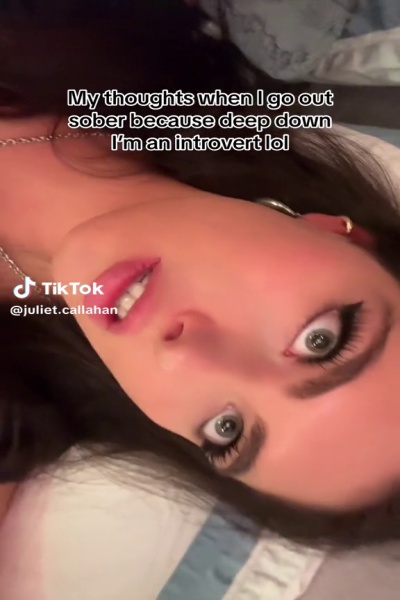 My thoughts when I go out
sober because deep down
I'm an introvert lol
TikTok
@juliet.callahan